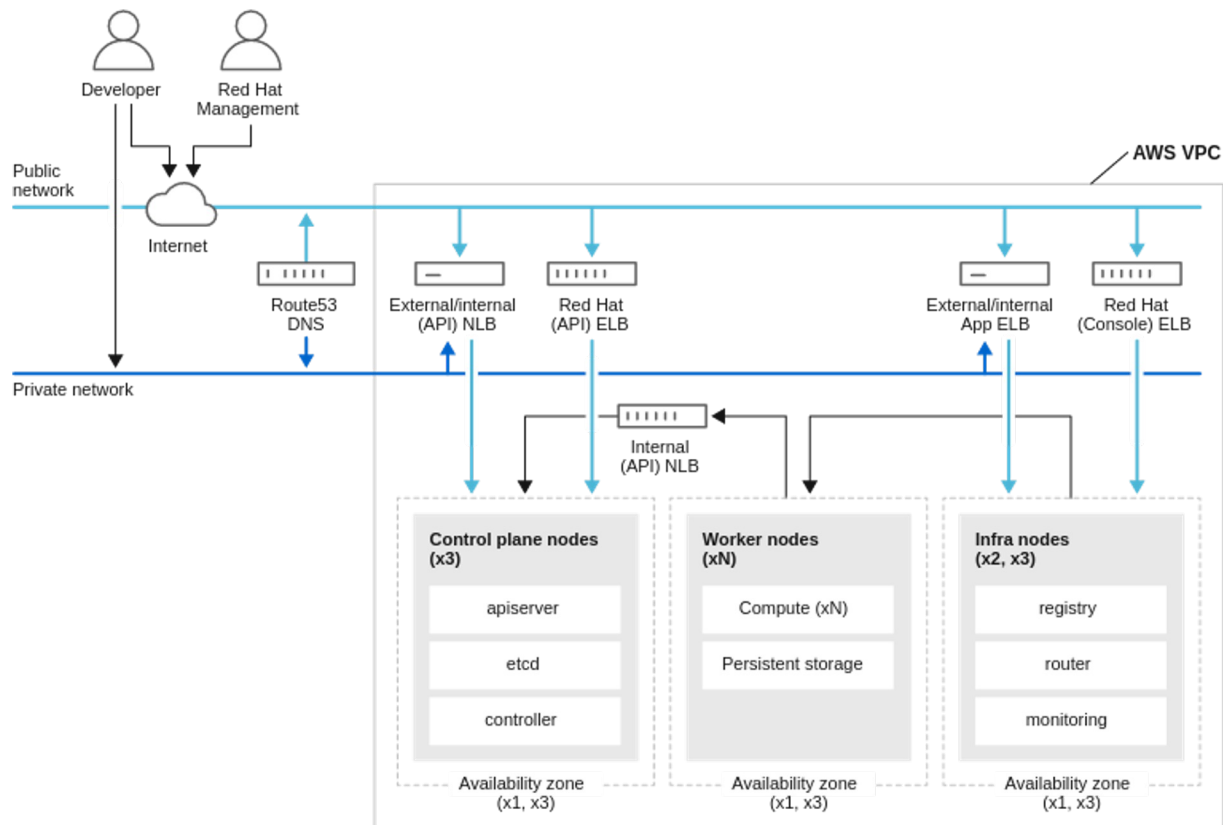 Developer
Red Hat
Management
AWS VPC
Public
network
Internet
Route53
DNS
External/internal
(API) NLB
Red Hat
(API) ELB
External/internal
App ELB
Red Hat
(Console) ELB
Private network
Internal
(API) NLB
Control plane nodes
(x3)
apiserver
etcd
controller
Availability zone
(x1, x3)
Worker nodes
(xN)
Compute (xN)
Persistent storage
Availability zone
(x1, x3)
Infra nodes
(x2, x3)
registry
router
monitoring
Availability zone
(x1, x3)